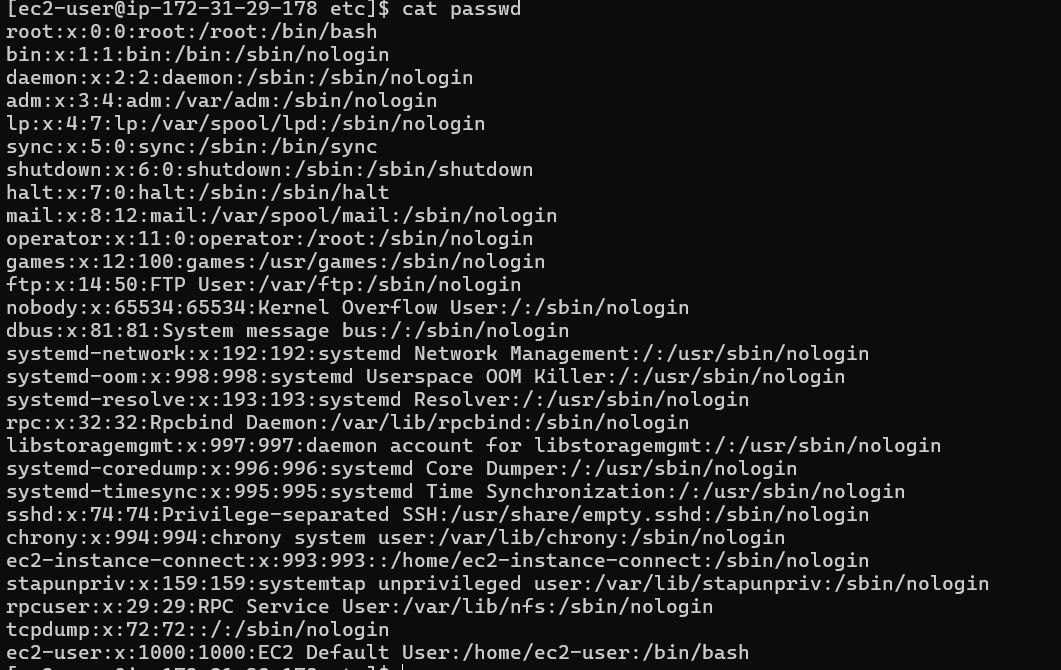 [ec2-user@ip-172-31-29-178 etc]$ cat passwd
root:x:0:0:root:/root:/bin/bash
bin:x:1:1:bin:/bin:/sbin/nologin
daemon:x:2:2:daemon:/sbin:/sbin/nologin
adm:x:3:4:adm:/var/adm:/sbin/nologin
lp:x:4:7:lp:/var/spool/lpd:/sbin/nologin
sync:x:5:0:sync:/sbin:/bin/sync
shutdown:x:6:0:shutdown:/sbin:/sbin/shutdown
halt:x:7:0:halt:/sbin:/sbin/halt
mail:x:8:12:mail:/var/spool/mail:/sbin/nologin
operator:x:11:0:operator:/root:/sbin/nologin
games:x:12:100:games:/usr/games:/sbin/nologin
ftp:x:14:50:FTP User:/var/ftp:/sbin/nologin
nobody:x:65534:65534:Kernel Overflow User:/:/sbin/nologin
dbus:x:81:81:System message bus:/:/sbin/nologin
systemd-network:x:192:192:systemd Network Management:/:/usr/sbin/nologin
systemd-oom:x:998:998:systemd Userspace OOM Killer:/:/usr/sbin/nologin
systemd-resolve:x:193:193:systemd Resolver:/:/usr/sbin/nologin
rpc:x:32:32:Rpcbind Daemon:/var/lib/rpcbind:/sbin/nologin
libstoragemgmt:x:997:997:daemon account for libstoragemgmt:/:/usr/sbin/nologin
systemd-coredump:x:996:996:systemd Core Dumper:/:/usr/sbin/nologin
systemd-timesync:x:995:995:systemd Time Synchronization:/:/usr/sbin/nologin
sshd:x:74:74:Privilege-separated SSH:/usr/share/empty.sshd:/sbin/nologin
chrony:x:994:994:chrony system user:/var/lib/chrony:/sbin/nologin
ec2-instance-connect:x:993:993::/home/ec2-instance-connect:/sbin/nologin
stapunpriv:x:159:159:systemtap unprivileged user:/var/lib/stapunpriv:/sbin/nologin
rpcuser:x:29:29:RPC Service User:/var/lib/nfs:/sbin/nologin
tcpdump:x:72:72::/:/sbin/nologin
ec2-user:x:1000:1000:EC2 Default User:/home/ec2-user:/bin/bash